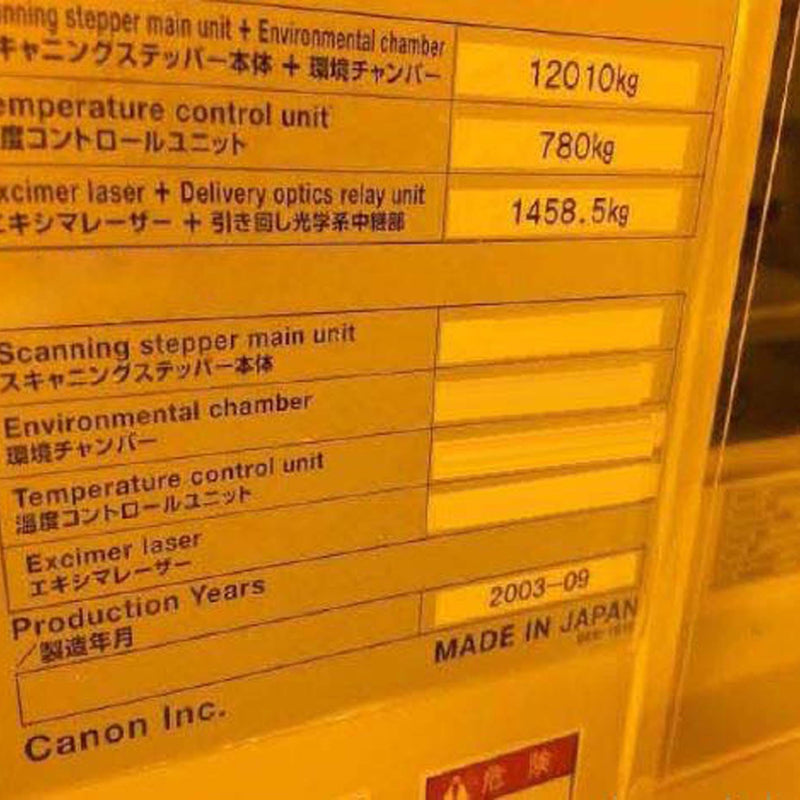 nning stepper main unit + Environmental chamber
キャニングステッパー本体 + 環境チャンバー
12010kg
emperature control unit
度コントロールユニット
780kg
xcimer laser + Delivery optics relay unit
エキシマレーザー + 引き回し光学系中継部
1458.5kg
Scanning stepper main unit
スキャニングステッパー本体
Environmental chamber
環境チャンバー
Temperature control unit
温度コントロールユニット
Excimer laser
エキシマレーザー
Production Years
/製造年月
2003-09
MADE IN JAPAN
Canon Inc.
危険